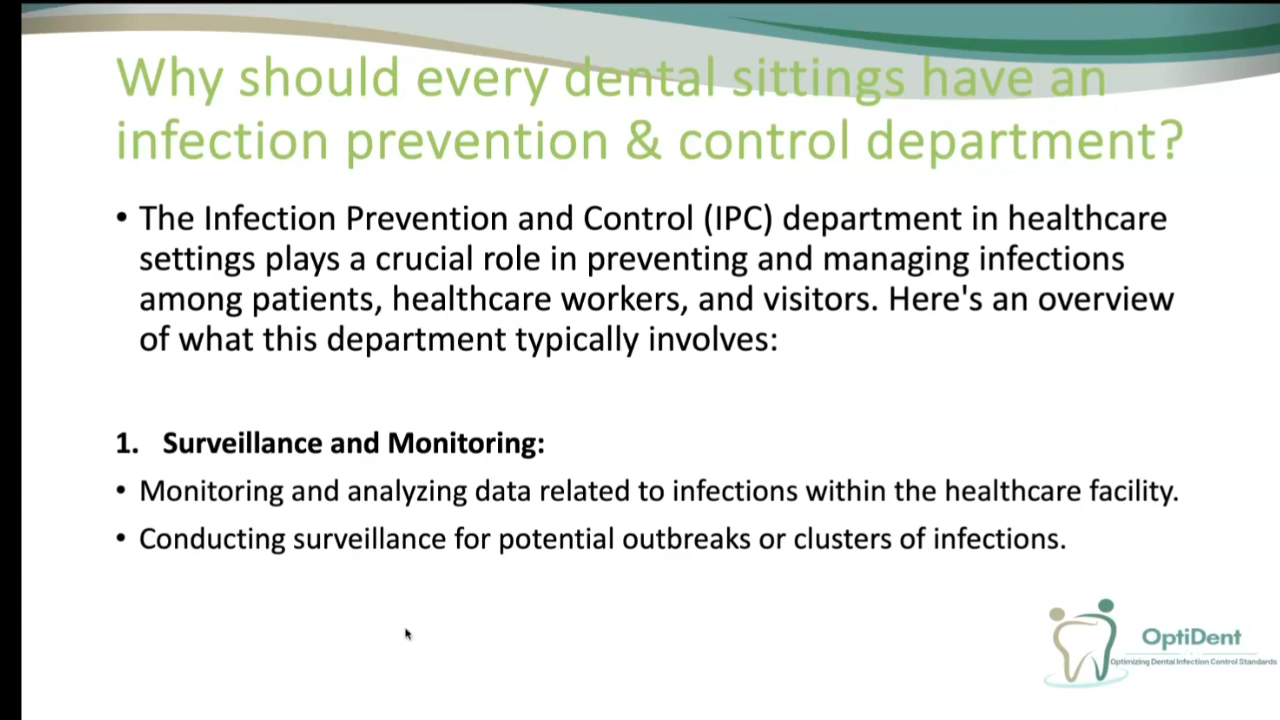 Why should every dental sittings have an
infection prevention & control department?
• The Infection Prevention and Control (IPC) department in healthcare
settings plays a crucial role in preventing and managing infections
among patients, healthcare workers, and visitors. Here's an overview
of what this department typically involves:
1. Surveillance and Monitoring:
• Monitoring and analyzing data related to infections within the healthcare facility.
• Conducting surveillance for potential outbreaks or clusters of infections.
OptiDent
Optimizing Dental Infection Control Standards